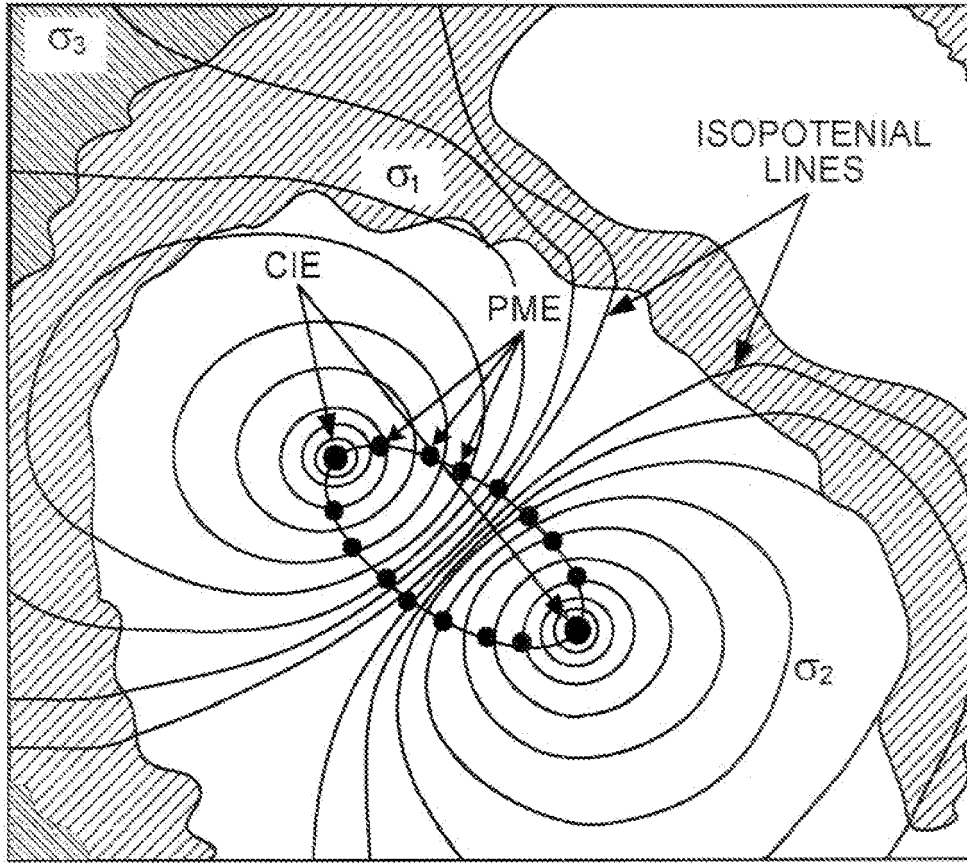 σ3
ISOPOTENIAL
LINES
σ1
CIE
PME
σ2